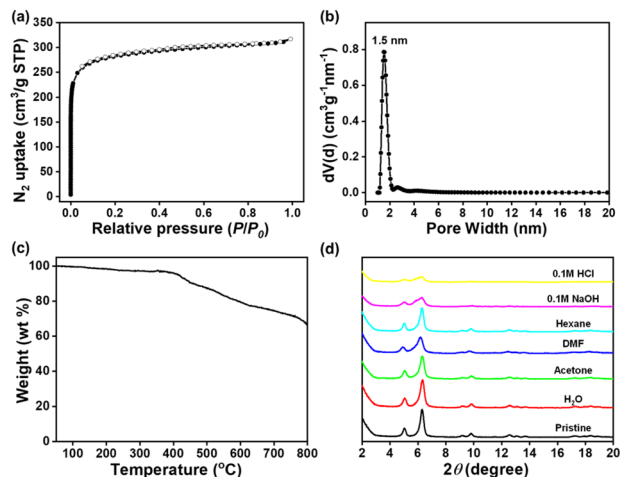 (a)
350
300
250
200
150
100
50
0
N₂ uptake (cm³/g STP)
0.0 0.2 0.4 0.6 0.8 1.0
Relative pressure (P/P₀)
(b)
1.5 nm
0.8
0.6
0.4
0.2
0.0
dV(d) (cm³g⁻¹nm⁻¹)
0 2 4 6 8 10 12 14 16 18 20
Pore Width (nm)
(c)
100
80
60
40
20
0
Weight (wt %)
100 200 300 400 500 600 700 800
Temperature (°C)
(d)
0.1M HCl
0.1M NaOH
Hexane
DMF
Acetone
H₂O
Pristine
2 4 6 8 10 12 14 16 18 20
2θ (degree)